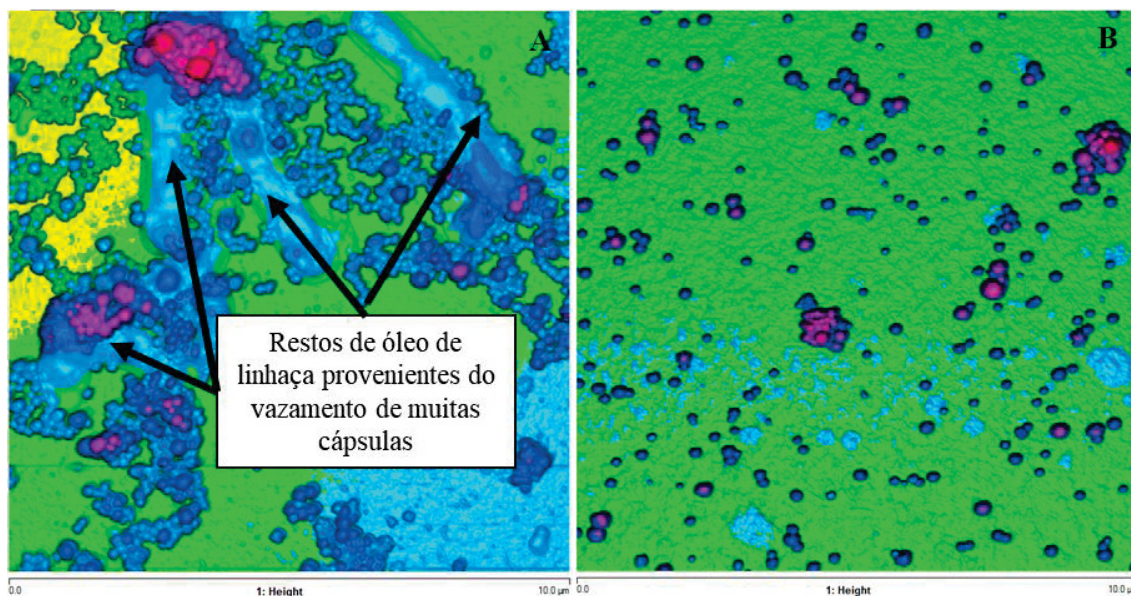 A
B
Restos de óleo de
linhaça provenientes do
vazamento de muitas
cápsulas
0.0
1: Height
10.0 µm
0.0
1: Height
10.0 µ